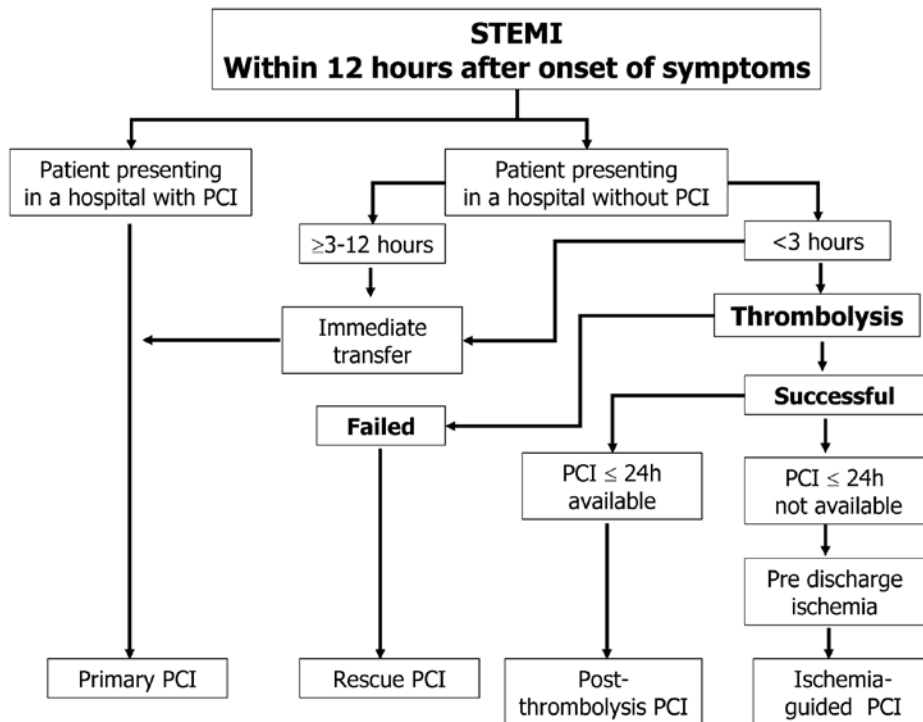 STEMI
Within 12 hours after onset of symptoms
Patient presenting
in a hospital with PCI
Patient presenting
in a hospital without PCI
≥3-12 hours
<3 hours
Immediate
transfer
Thrombolysis
Failed
Successful
PCI ≤ 24h
available
PCI ≤ 24h
not available
Pre discharge
ischemia
Primary PCI
Rescue PCI
Post-
thrombolysis PCI
Ischemia-
guided PCI